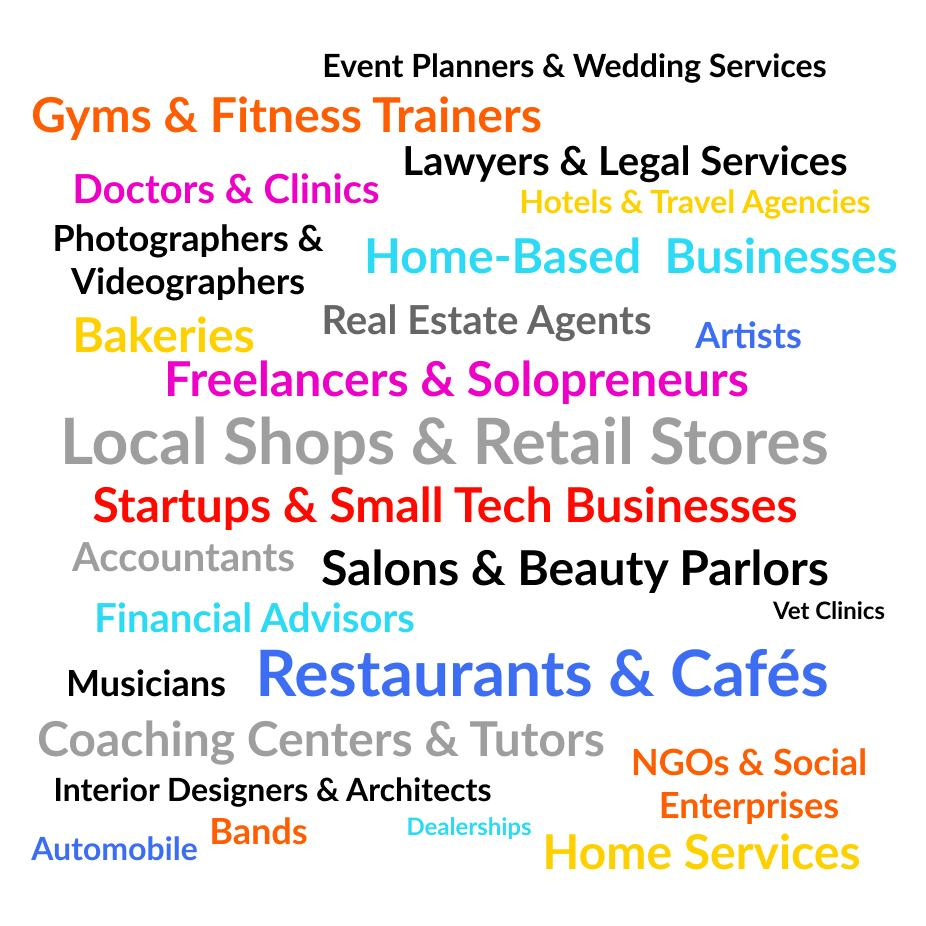 Event Planners & Wedding Services
Gyms & Fitness Trainers
Lawyers & Legal Services
Doctors & Clinics
Hotels & Travel Agencies
Photographers &
Videographers
Home-Based Businesses
Real Estate Agents
Bakeries
Artists
Freelancers & Solopreneurs
Local Shops & Retail Stores
Startups & Small Tech Businesses
Accountants
Salons & Beauty Parlors
Financial Advisors
Vet Clinics
Musicians
Restaurants & Cafés
Coaching Centers & Tutors
NGOs & Social
Enterprises
Interior Designers & Architects
Bands
Dealerships
Automobile
Home Services